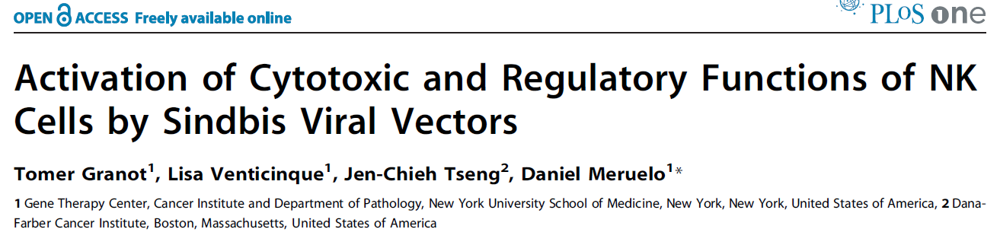 OPEN ACCESS Freely available online
PLoS one
Activation of Cytotoxic and Regulatory Functions of NK
Cells by Sindbis Viral Vectors
Tomer Granot1, Lisa Venticinque1, Jen-Chieh Tseng2, Daniel Meruelo1*
1 Gene Therapy Center, Cancer Institute and Department of Pathology, New York University School of Medicine, New York, New York, United States of America, 2 Dana-
Farber Cancer Institute, Boston, Massachusetts, United States of America